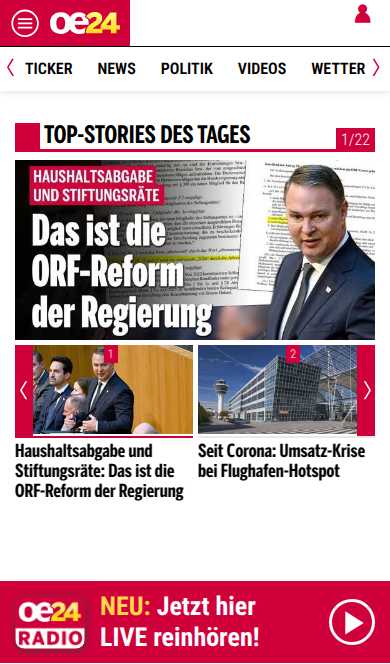 oe24
TICKER NEWS POLITIK VIDEOS WETTER
TOP-STORIES DES TAGES
1/22
HAUSHALTSABGABE
UND STIFTUNGSRÄTE
Das ist die
ORF-Reform
der Regierung
1
2
Haushaltsabgabe und
Stiftungsräte: Das ist die
ORF-Reform der Regierung
Seit Corona: Umsatz-Krise
bei Flughafen-Hotspot
oe24
RADIO
NEU: Jetzt hier
LIVE reinhören!